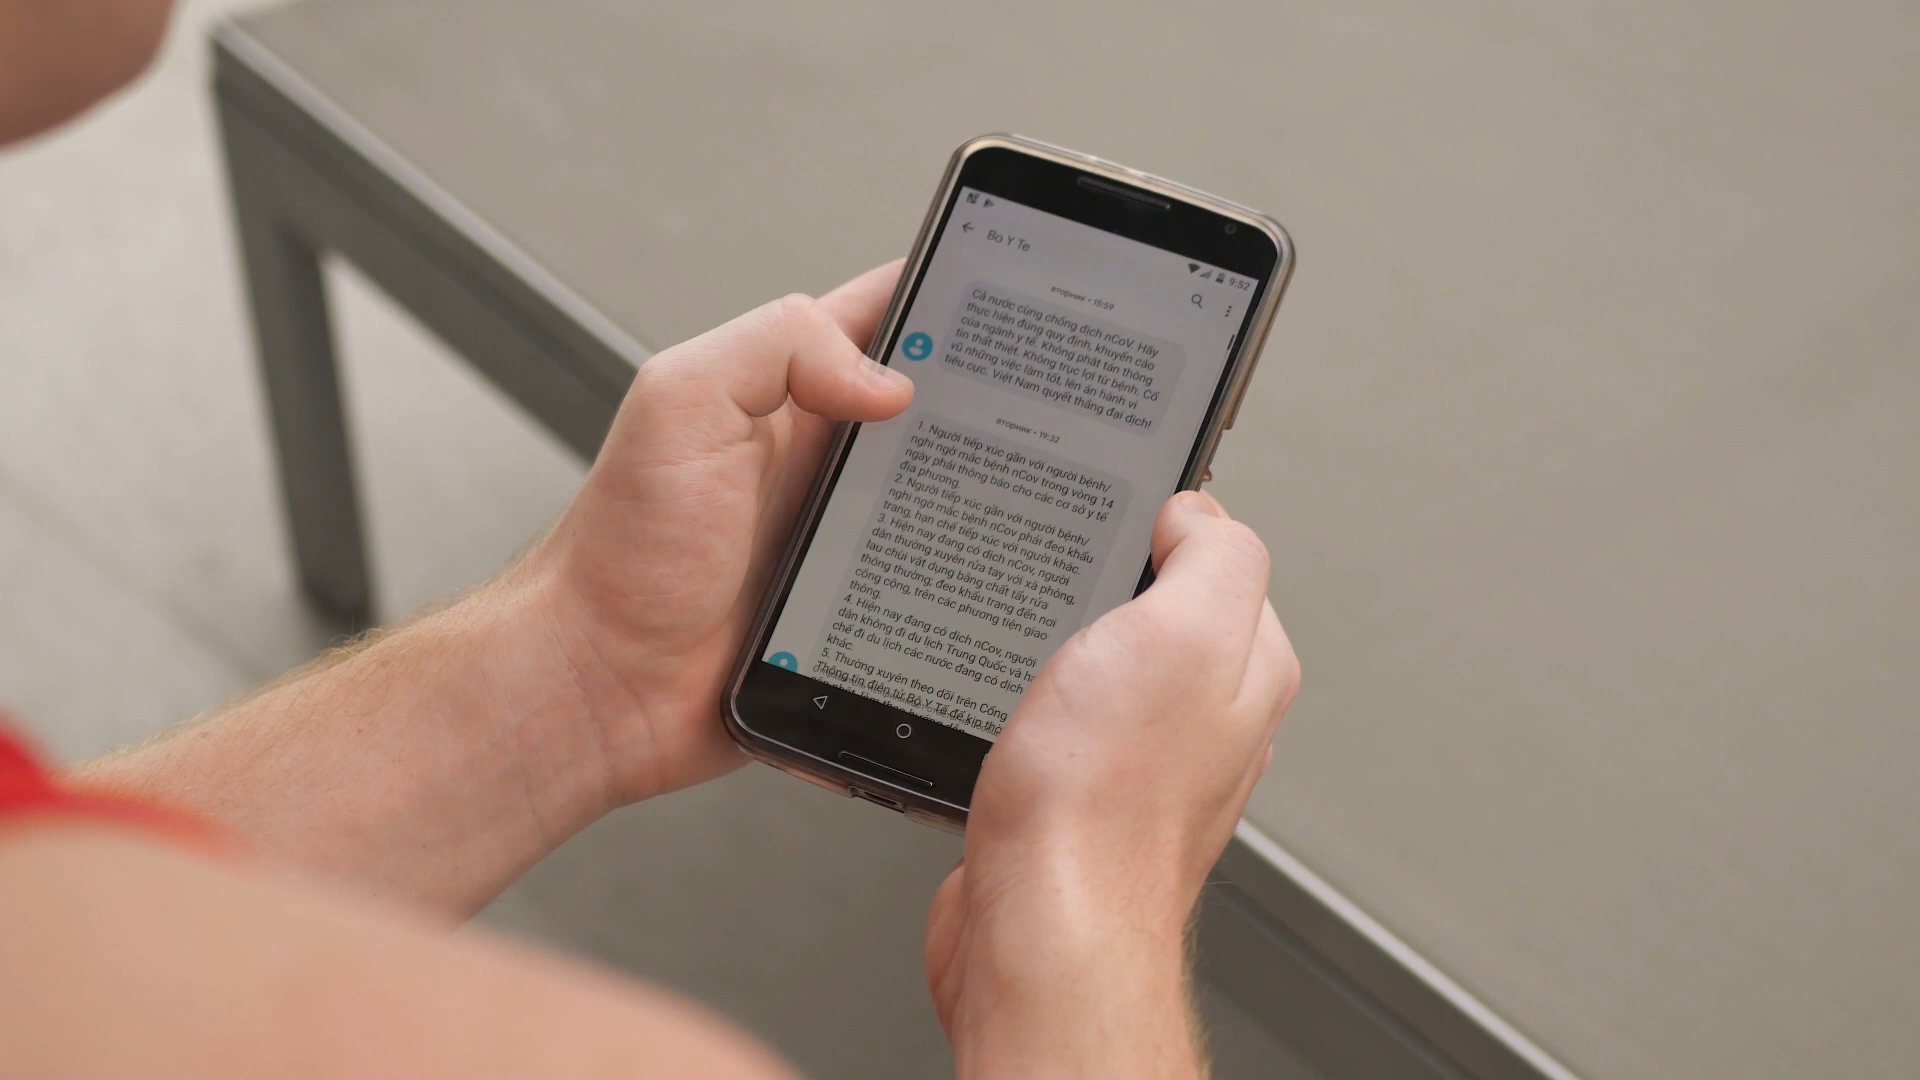 9:52
Bo Y Te
вторник • 15:59
Cả nước cùng chống dịch nCoV. Hãy
thực hiện đúng quy định, khuyến cáo
của ngành y tế. Không phát tán thông
tin thất thiệt. Không trục lợi từ bệnh. Cổ
vũ những việc làm tốt, lên án hành vi
tiêu cực. Việt Nam quyết thắng đại dịch!
вторник • 19:32
1. Người tiếp xúc gần với người bệnh/
nghi ngờ mắc bệnh nCov trong vòng 14
ngày phải thông báo cho các cơ sở y tế
địa phương.
2. Người tiếp xúc gần với người bệnh/
nghi ngờ mắc bệnh nCov phải đeo khẩu
trang, hạn chế tiếp xúc với người khác.
3. Hiện nay đang có dịch nCov, người
dân thường xuyên rửa tay với xà phòng,
lau chùi vật dụng bằng chất tẩy rửa
thông thường; đeo khẩu trang đến nơi
công cộng, trên các phương tiện giao
thông.
4. Hiện nay đang có dịch nCov, người
dân không đi du lịch Trung Quốc và
chế đi du lịch các nước đang có dịch
khác.
5. Thường xuyên theo dõi trên Cổng
Thông tin điện tử Bộ Y Tế để kịp